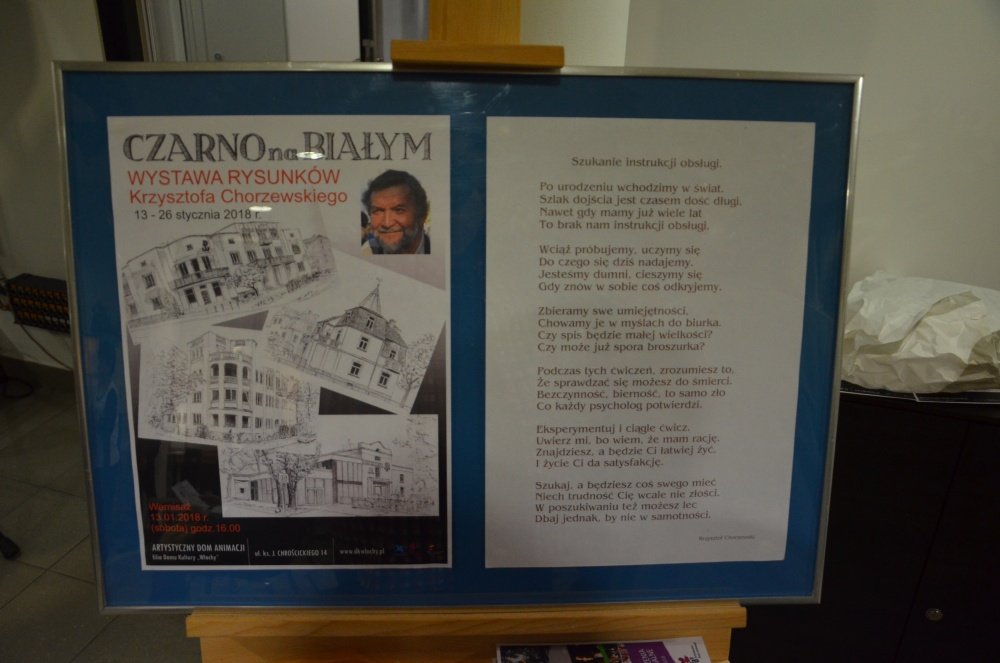 CZARNO na BIAŁYM
WYSTAWA RYSUNKÓW
Krzysztofa Chorzewskiego
13 - 26 stycznia 2018 r.
Wernisaż
13.01.2018 r.
(sobota) godz.16.00
ARTYSTYCZNY DOM ANIMACJI
filia Domu Kultury „Włochy"
ul. ks. J. CHROŚCICKIEGO 14
www.dkwlochy.pl
Szukanie instrukcji obsługi.
Po urodzeniu wchodzimy w świat.
Szlak dojścia jest czasem dość długi.
Nawet gdy mamy już wiele lat
To brak nam instrukcji obsługi.
Wciąż próbujemy, uczymy się
Do czego się dziś nadajemy.
Jesteśmy dumni, cieszymy się
Gdy znów w sobie coś odkryjemy.
Zbieramy swe umiejętności,
Chowamy je w myślach do biurka.
Czy spis będzie małej wielkości?
Czy może już spora broszurka?
Podczas tych ćwiczeń, zrozumiesz to,
Że sprawdzać się możesz do śmierci.
Bezczynność, bierność, to samo zło
Co każdy psycholog potwierdzi.
Eksperymentuj i ciągle ćwicz.
Uwierz mi, bo wiem, że mam rację.
Znajdziesz, a będzie Ci łatwiej żyć.
I życie Ci da satysfakcję.
Szukaj, a będziesz coś swego mieć
Niech trudność Cię wcale nie złości.
W poszukiwaniu też możesz lec
Dbaj jednak, by nie w samotności.
Krzysztof Chorzewski